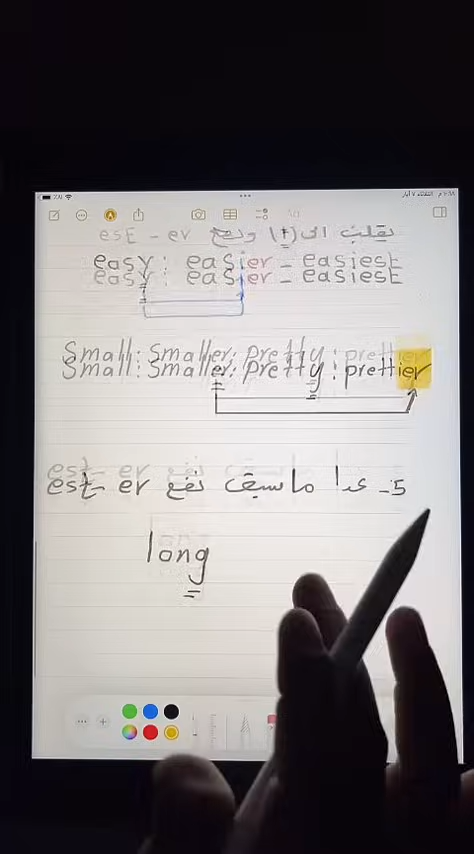 تقلب الى (i) ونضع est - er
easy : easier - easiest
small : smaller : pretty : prettier
5- عدا ما سبق نضع est - er
long